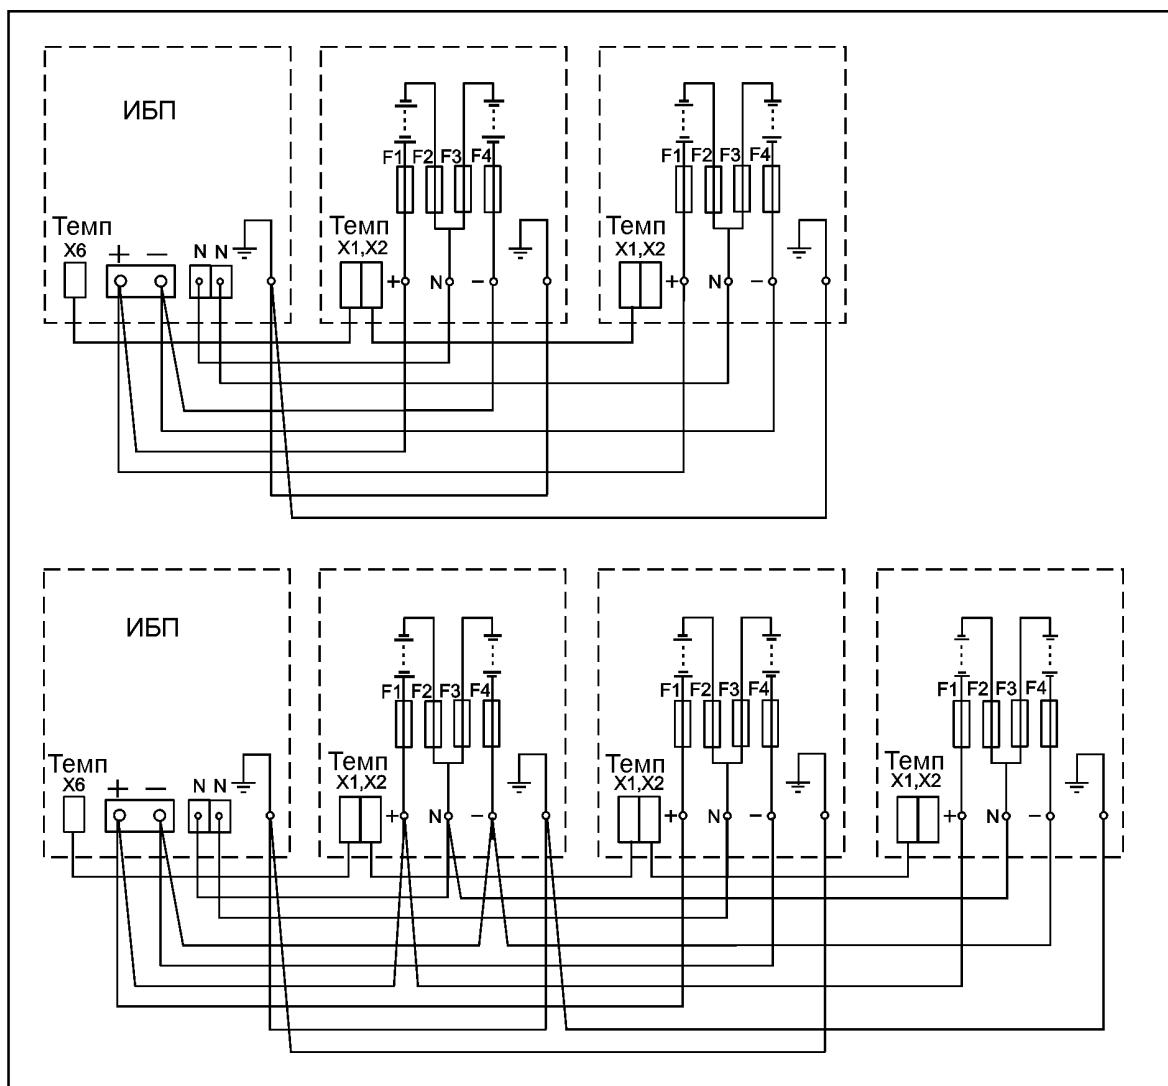 ИБП
F1 F2 F3 F4
F1 F2 F3 F4
Темп
X6
+ − N N
Темп
X1,X2
+ N −
Темп
X1,X2
+ N −
ИБП
F1 F2 F3 F4
F1 F2 F3 F4
F1 F2 F3 F4
Темп
X6
+ − N N
Темп
X1,X2
+ N −
Темп
X1,X2
+ N −
Темп
X1,X2
+ N −